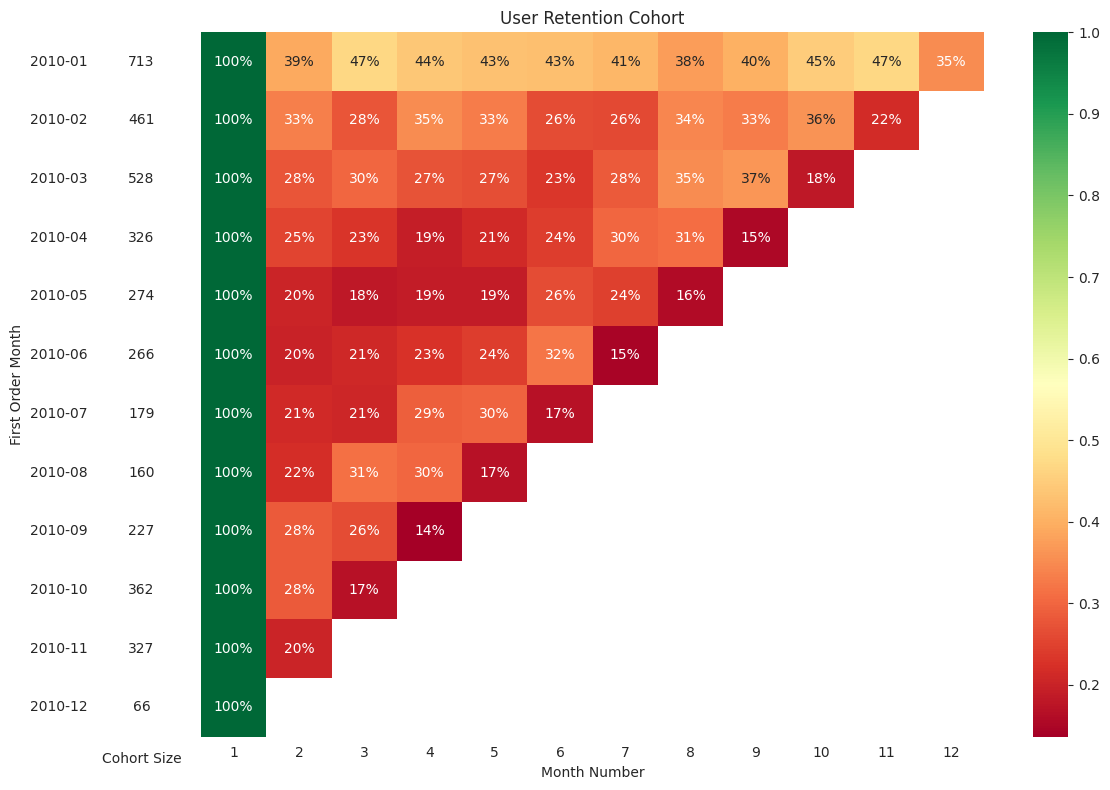 User Retention Cohort
2010-01 713 100% 39% 47% 44% 43% 43% 41% 38% 40% 45% 47% 35%
2010-02 461 100% 33% 28% 35% 33% 26% 26% 34% 33% 36% 22%
2010-03 528 100% 28% 30% 27% 27% 23% 28% 35% 37% 18%
2010-04 326 100% 25% 23% 19% 21% 24% 30% 31% 15%
2010-05 274 100% 20% 18% 19% 19% 26% 24% 16%
2010-06 266 100% 20% 21% 23% 24% 32% 15%
2010-07 179 100% 21% 21% 29% 30% 17%
2010-08 160 100% 22% 31% 30% 17%
2010-09 227 100% 28% 26% 14%
2010-10 362 100% 28% 17%
2010-11 327 100% 20%
2010-12 66 100%
First Order Month
Cohort Size
1 2 3 4 5 6 7 8 9 10 11 12
Month Number
1.0
0.9
0.8
0.7
0.6
0.5
0.4
0.3
0.2